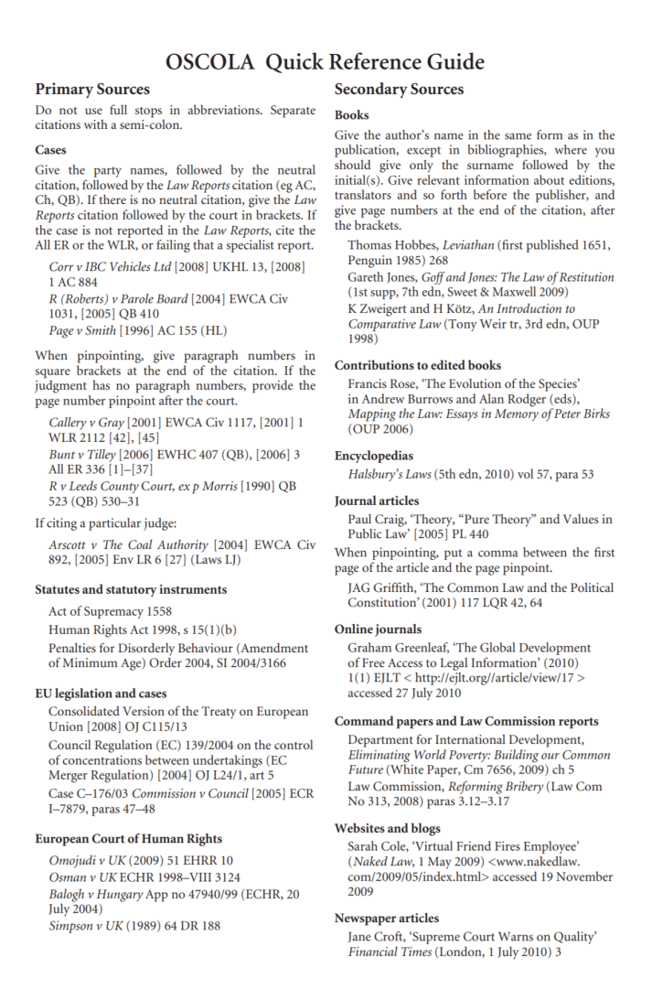 OSCOLA Quick Reference Guide
Primary Sources
Do not use full stops in abbreviations. Separate
citations with a semi-colon.
Cases
Give the party names, followed by the neutral
citation, followed by the Law Reports citation (eg AC,
Ch, QB). If there is no neutral citation, give the Law
Reports citation followed by the court in brackets. If
the case is not reported in the Law Reports, cite the
All ER or the WLR, or failing that a specialist report.
Corr v IBC Vehicles Ltd [2008] UKHL 13, [2008]
1 AC 884
R (Roberts) v Parole Board [2004] EWCA Civ
1031, [2005] QB 410
Page v Smith [1996] AC 155 (HL)
When pinpointing, give paragraph numbers in
square brackets at the end of the citation. If the
judgment has no paragraph numbers, provide the
page number pinpoint after the court.
Callery v Gray [2001] EWCA Civ 1117, [2001] 1
WLR 2112 [42], [45]
Bunt v Tilley [2006] EWHC 407 (QB), [2006] 3
All ER 336 [1]–[37]
R v Leeds County Court, ex p Morris [1990] QB
523 (QB) 530–31
If citing a particular judge:
Arscott v The Coal Authority [2004] EWCA Civ
892, [2005] Env LR 6 [27] (Laws LJ)
Statutes and statutory instruments
Act of Supremacy 1558
Human Rights Act 1998, s 15(1)(b)
Penalties for Disorderly Behaviour (Amendment
of Minimum Age) Order 2004, SI 2004/3166
EU legislation and cases
Consolidated Version of the Treaty on European
Union [2008] OJ C115/13
Council Regulation (EC) 139/2004 on the control
of concentrations between undertakings (EC
Merger Regulation) [2004] OJ L24/1, art 5
Case C–176/03 Commission v Council [2005] ECR
I–7879, paras 47–48
European Court of Human Rights
Omojudi v UK (2009) 51 EHRR 10
Osman v UK ECHR 1998–VIII 3124
Balogh v Hungary App no 47940/99 (ECHR, 20
July 2004)
Simpson v UK (1989) 64 DR 188
Secondary Sources
Books
Give the author's name in the same form as in the
publication, except in bibliographies, where you
should give only the surname followed by the
initial(s). Give relevant information about editions,
translators and so forth before the publisher, and
give page numbers at the end of the citation, after
the brackets.
Thomas Hobbes, Leviathan (first published 1651,
Penguin 1985) 268
Gareth Jones, Goff and Jones: The Law of Restitution
(1st supp, 7th edn, Sweet & Maxwell 2009)
K Zweigert and H Kötz, An Introduction to
Comparative Law (Tony Weir tr, 3rd edn, OUP
1998)
Contributions to edited books
Francis Rose, 'The Evolution of the Species'
in Andrew Burrows and Alan Rodger (eds),
Mapping the Law: Essays in Memory of Peter Birks
(OUP 2006)
Encyclopedias
Halsbury's Laws (5th edn, 2010) vol 57, para 53
Journal articles
Paul Craig, 'Theory, “Pure Theory” and Values in
Public Law' [2005] PL 440
When pinpointing, put a comma between the first
page of the article and the page pinpoint.
JAG Griffith, 'The Common Law and the Political
Constitution' (2001) 117 LQR 42, 64
Online journals
Graham Greenleaf, 'The Global Development
of Free Access to Legal Information' (2010)
1(1) EJLT < http://ejlt.org//article/view/17 >
accessed 27 July 2010
Command papers and Law Commission reports
Department for International Development,
Eliminating World Poverty: Building our Common
Future (White Paper, Cm 7656, 2009) ch 5
Law Commission, Reforming Bribery (Law Com
No 313, 2008) paras 3.12–3.17
Websites and blogs
Sarah Cole, 'Virtual Friend Fires Employee'
(Naked Law, 1 May 2009) <www.nakedlaw.
com/2009/05/index.html> accessed 19 November
2009
Newspaper articles
Jane Croft, 'Supreme Court Warns on Quality'
Financial Times (London, 1 July 2010) 3